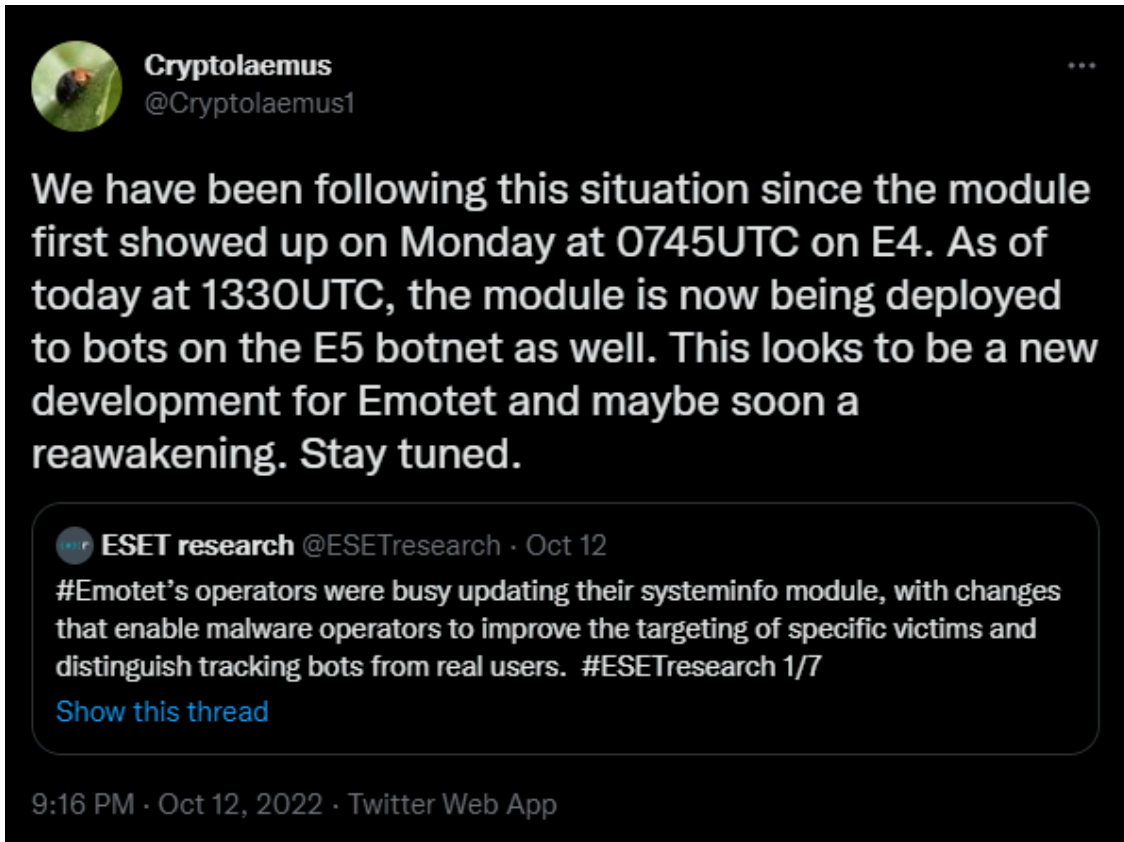 Cryptolaemus
@Cryptolaemus1
We have been following this situation since the module
first showed up on Monday at 0745UTC on E4. As of
today at 1330UTC, the module is now being deployed
to bots on the E5 botnet as well. This looks to be a new
development for Emotet and maybe soon a
reawakening. Stay tuned.
ESET research @ESETresearch · Oct 12
#Emotet’s operators were busy updating their systeminfo module, with changes
that enable malware operators to improve the targeting of specific victims and
distinguish tracking bots from real users. #ESETresearch 1/7
Show this thread
9:16 PM · Oct 12, 2022 · Twitter Web App